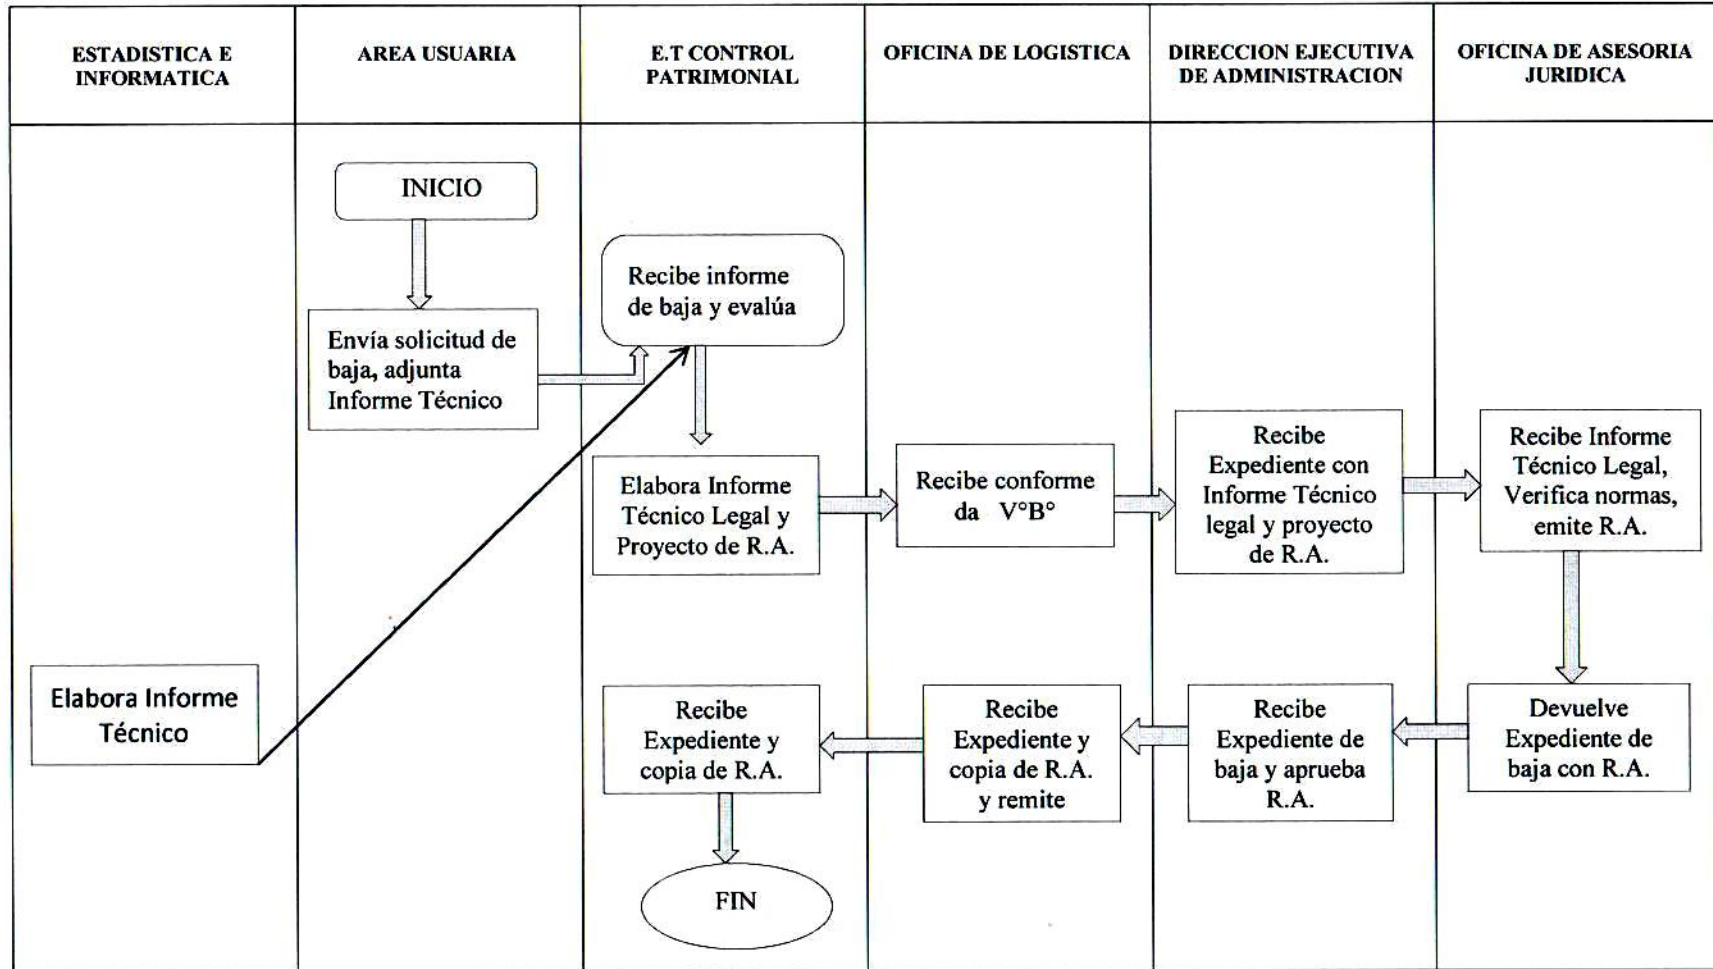 ESTADISTICA E
INFORMATICA
AREA USUARIA
E.T CONTROL
PATRIMONIAL
OFICINA DE LOGISTICA
DIRECCION EJECUTIVA
DE ADMINISTRACION
OFICINA DE ASESORIA
JURIDICA
INICIO
Envía solicitud de
baja, adjunta
Informe Técnico
Recibe informe
de baja y evalúa
Elabora Informe
Técnico Legal y
Proyecto de R.A.
Recibe conforme
da V°B°
Recibe
Expediente con
Informe Técnico
legal y proyecto
de R.A.
Recibe Informe
Técnico Legal,
Verifica normas,
emite R.A.
Elabora Informe
Técnico
Recibe
Expediente y
copia de R.A.
Recibe
Expediente y
copia de R.A.
y remite
Recibe
Expediente de
baja y aprueba
R.A.
Devuelve
Expediente de
baja con R.A.
FIN